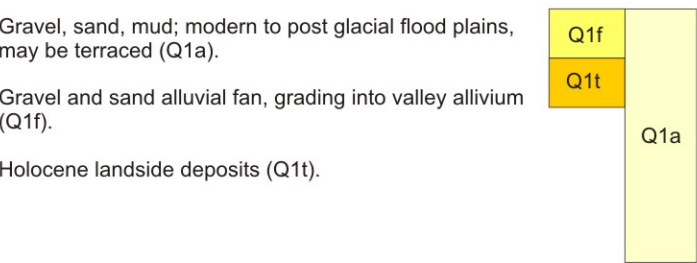 Gravel, sand, mud; modern to post glacial flood plains,
may be terraced (Q1a).
Gravel and sand alluvial fan, grading into valley allivium
(Q1f).
Holocene landside deposits (Q1t).
Q1f
Q1t
Q1a